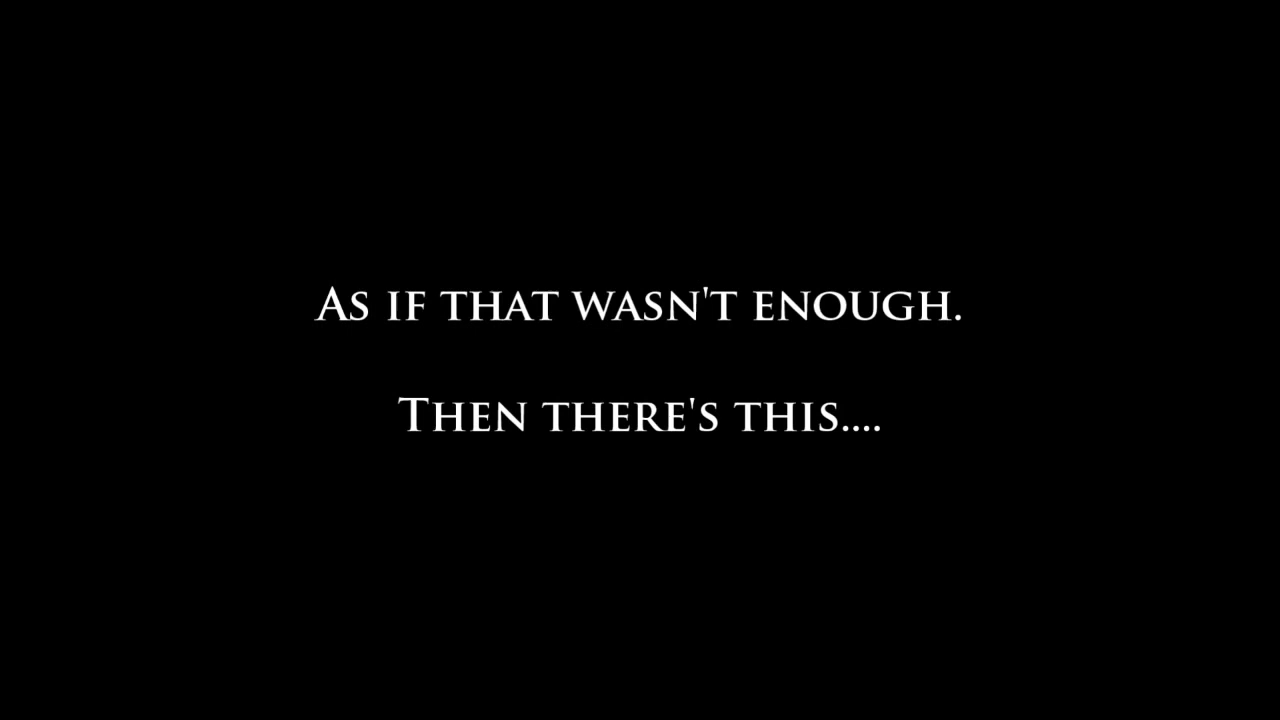 As if that wasn't enough.
Then there's this....